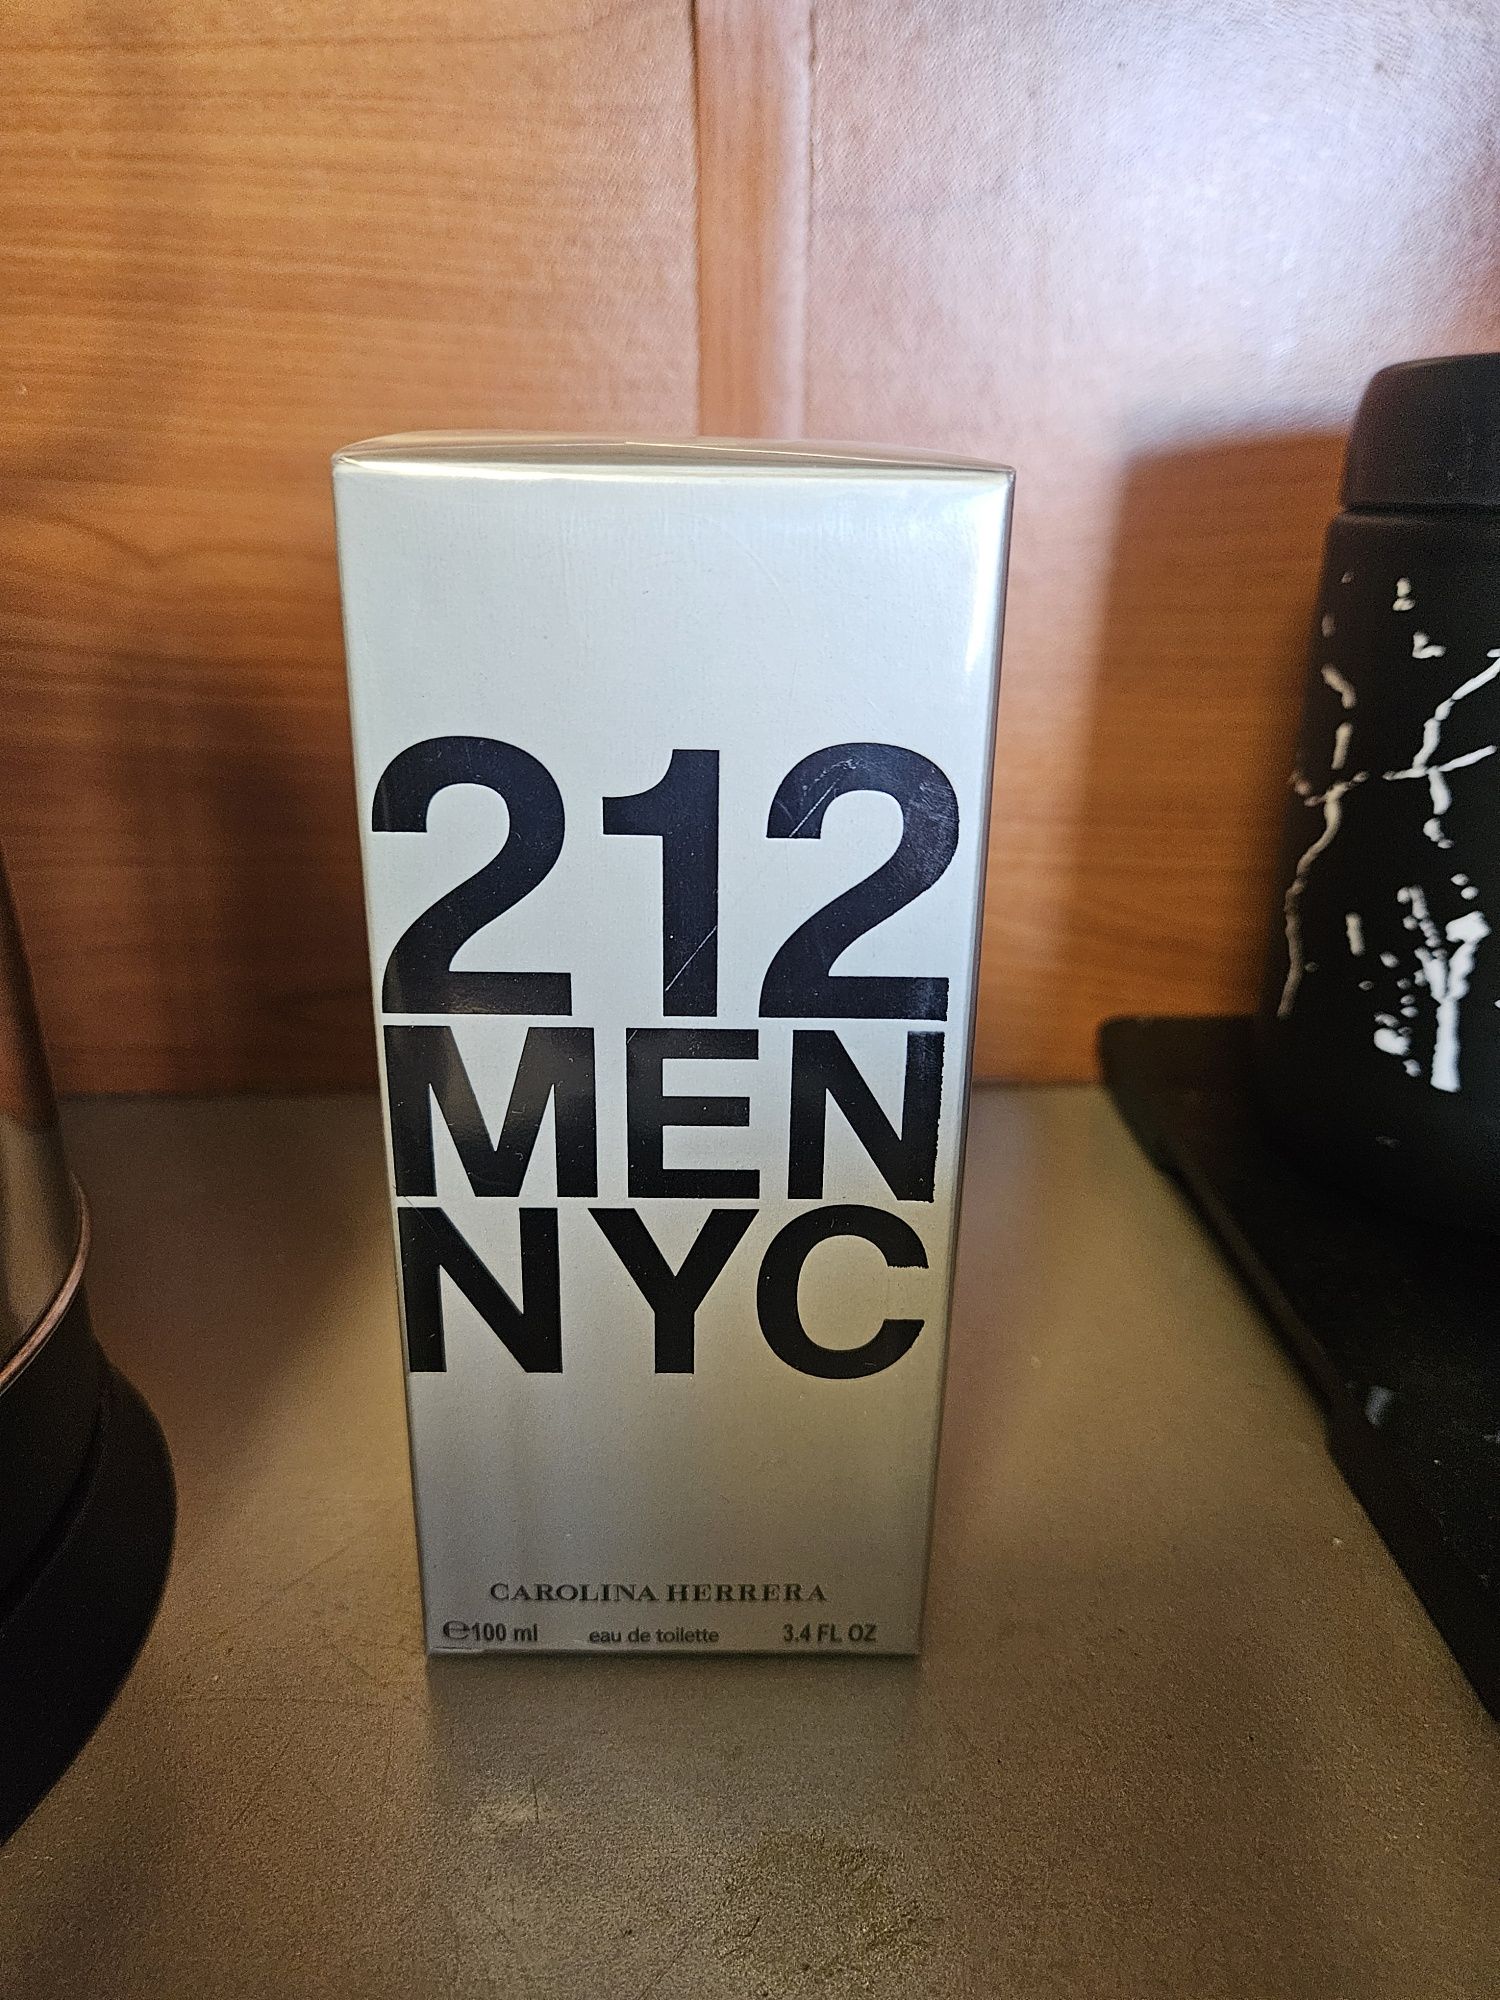 212
MEN
NYC
CAROLINA HERRERA
℮100 ml eau de toilette 3.4 FL OZ